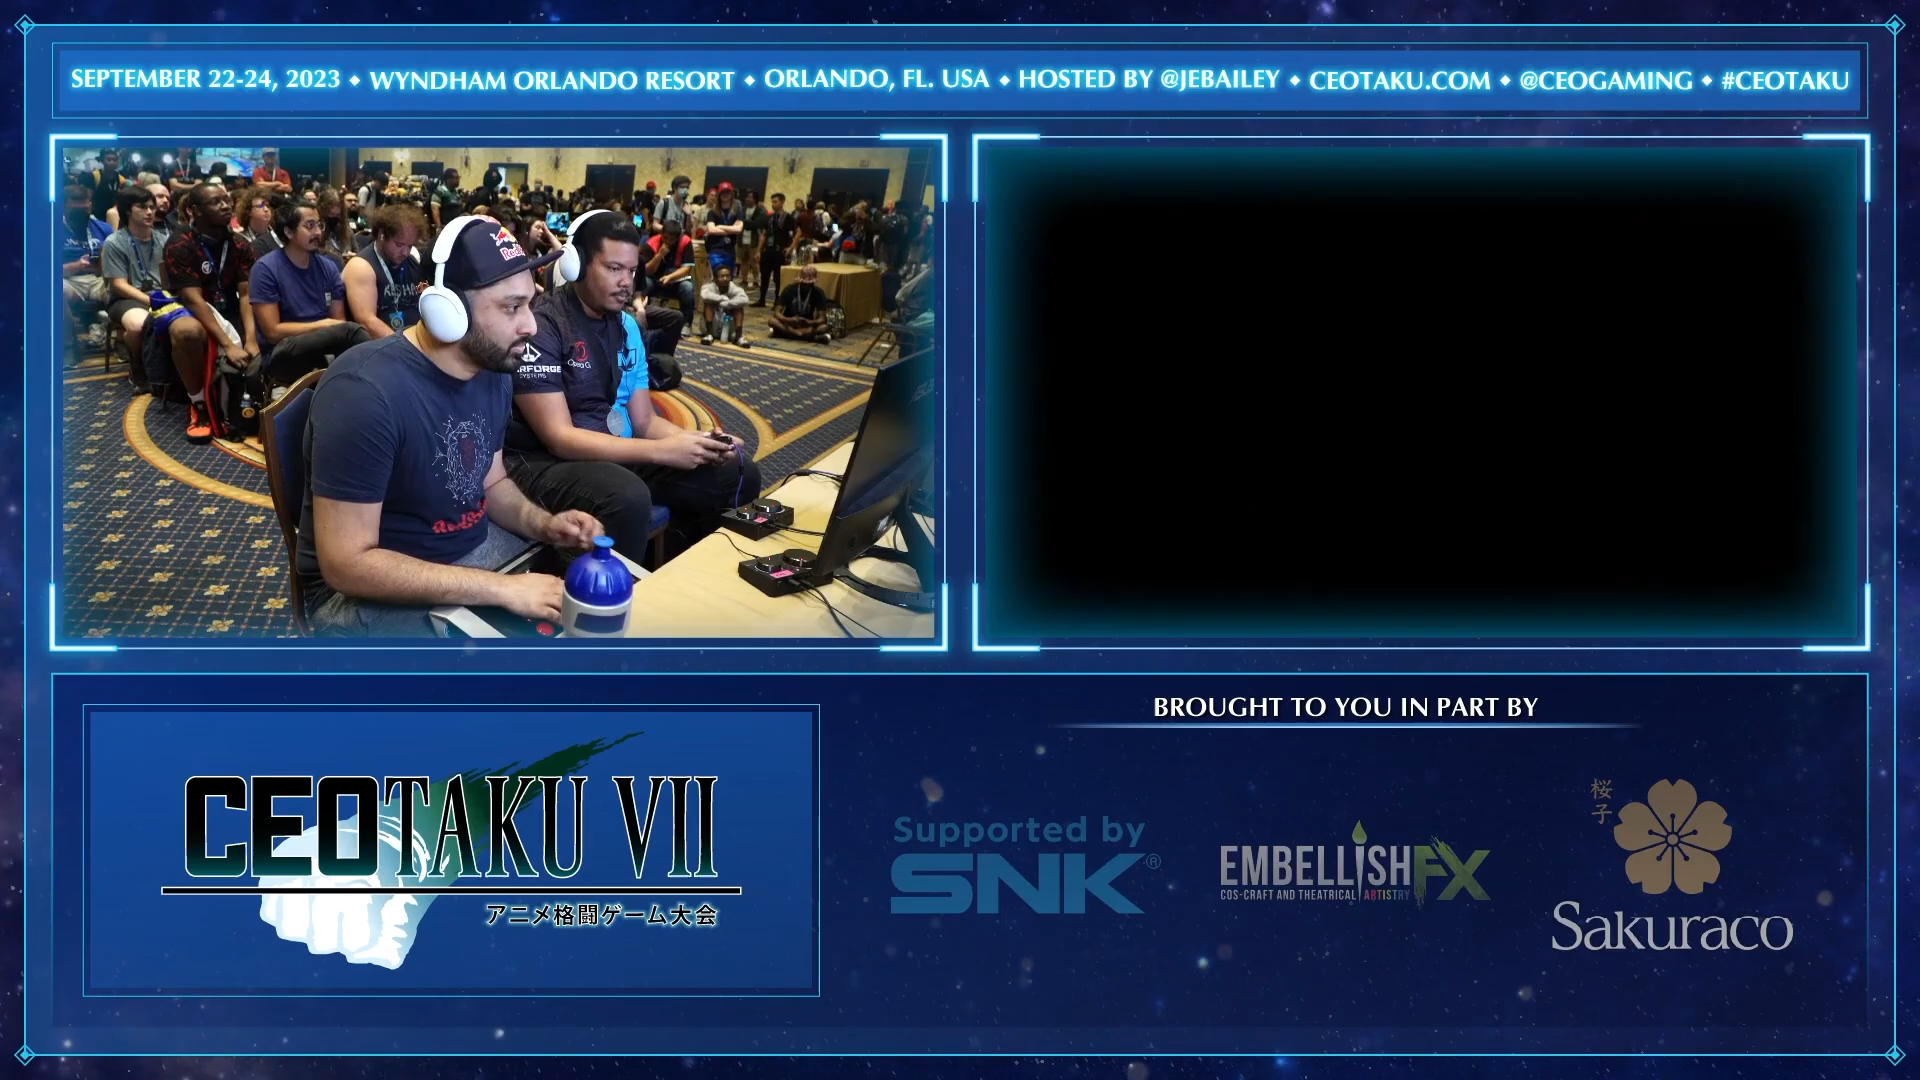 SEPTEMBER 22-24, 2023 ◆ WYNDHAM ORLANDO RESORT ◆ ORLANDO, FL. USA ◆ HOSTED BY @JEBAILEY ◆ CEOTAKU.COM ◆ @CEOGAMING ◆ #CEOTAKU
BROUGHT TO YOU IN PART BY
CEOTAKU VII
アニメ格闘ゲーム大会
Supported by
SNK®
EMBELLISHFX
COS-CRAFT AND THEATRICAL ARTISTRY
桜子
Sakuraco